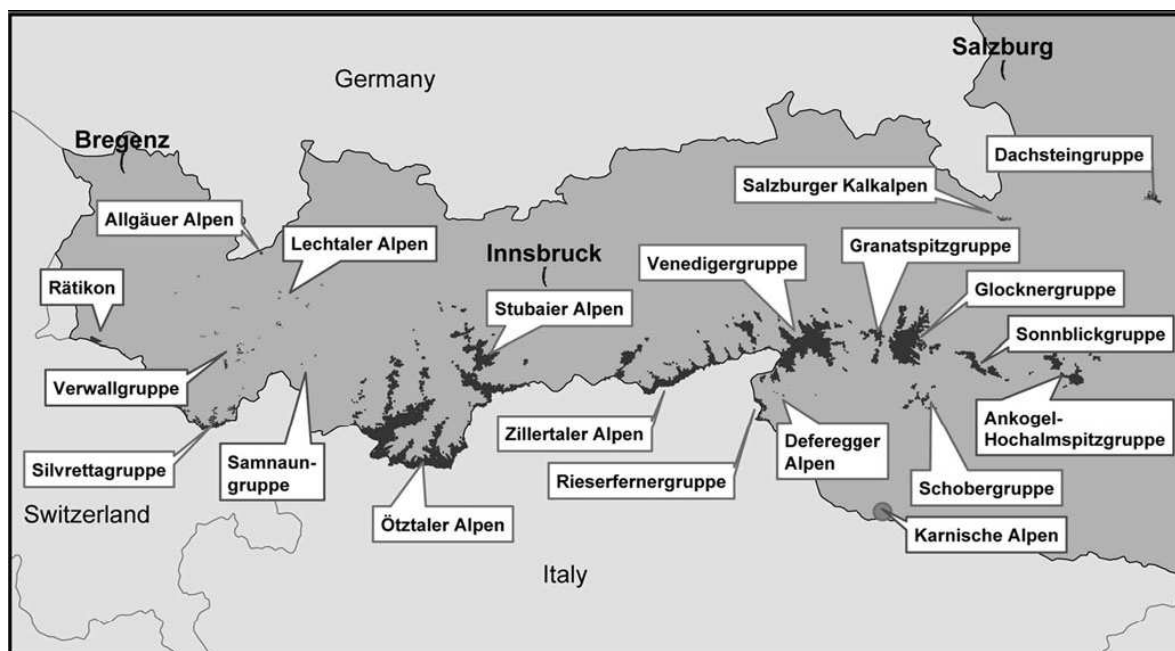 Salzburg
Germany
Bregenz
Dachsteingruppe
Salzburger Kalkalpen
Allgäuer Alpen
Lechtaler Alpen
Granatspitzgruppe
Innsbruck
Venedigergruppe
Rätikon
Glocknergruppe
Stubaier Alpen
Sonnblickgruppe
Verwallgruppe
Zillertaler Alpen
Deferegger
Alpen
Ankogel-
Hochalmspitzgruppe
Silvrettagruppe
Samnaun-
gruppe
Rieserfernergruppe
Schobergruppe
Switzerland
Ötztaler Alpen
Karnische Alpen
Italy